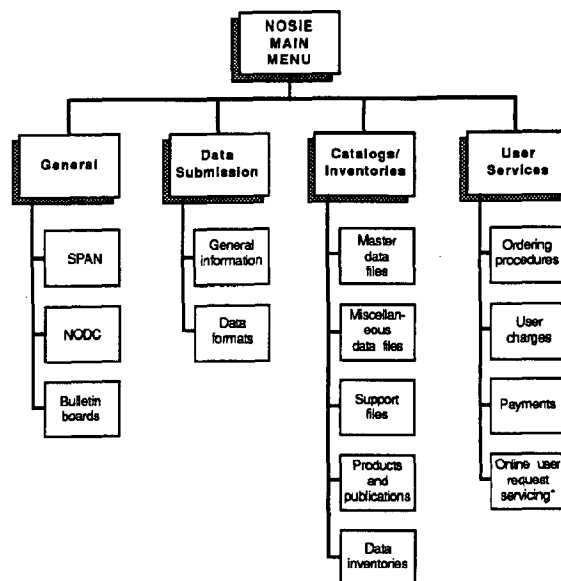 NOSIE
MAIN
MENU
General
SPAN
NODC
Bulletin
boards
Data
Submission
General
information
Data
formats
Catalogs/
Inventories
Master
data
files
Miscellan-
eous
data files
Support
files
Products
and
publications
Data
inventories
User
Services
Ordering
procedures
User
charges
Payments
Online user
request
servicing*